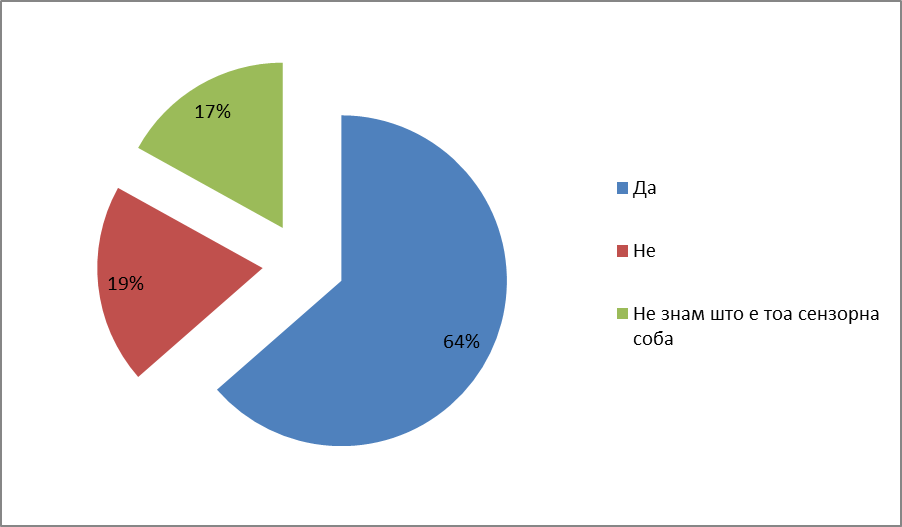 17%
19%
64%
Да
Не
Не знам што е тоа сензорна
соба